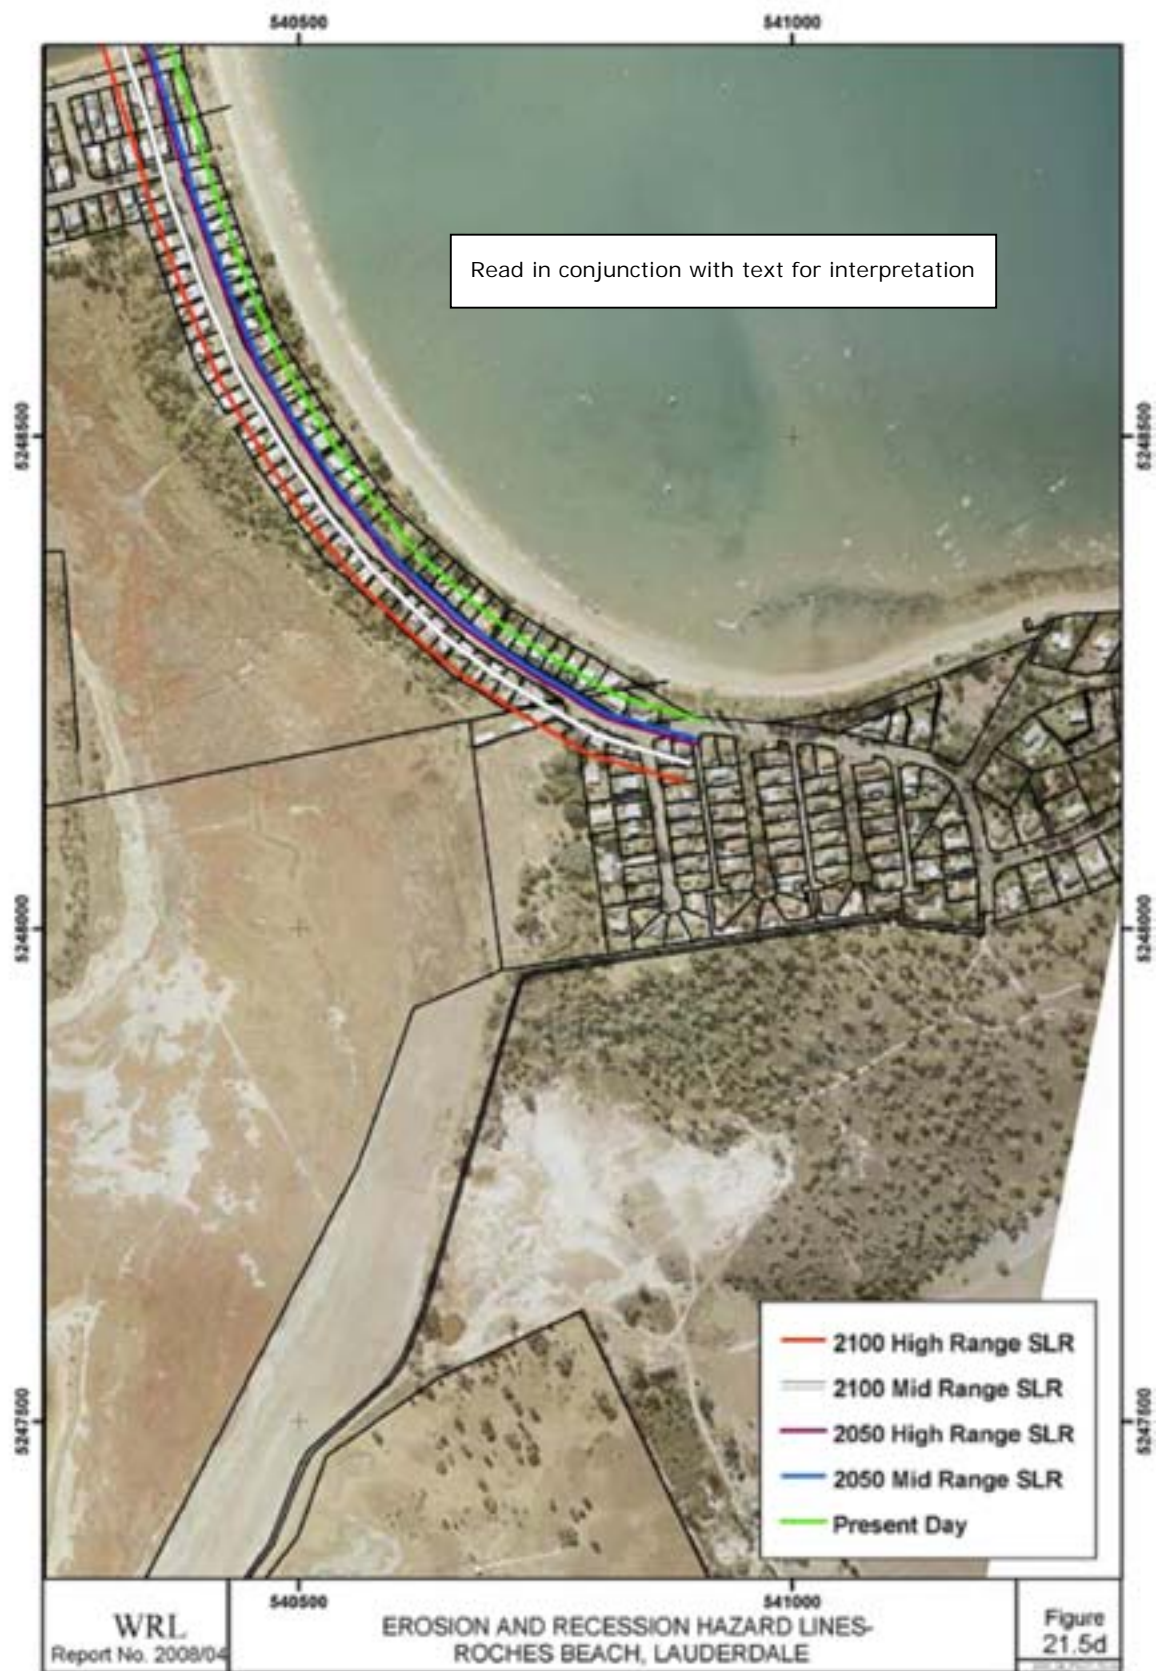 540500
541000
Read in conjunction with text for interpretation
5248500
5248500
5248000
5248000
5247500
5247500
2100 High Range SLR
2100 Mid Range SLR
2050 High Range SLR
2050 Mid Range SLR
Present Day
540500
541000
WRL
Report No. 2008/04
EROSION AND RECESSION HAZARD LINES-
ROCHES BEACH, LAUDERDALE
Figure
21.5d